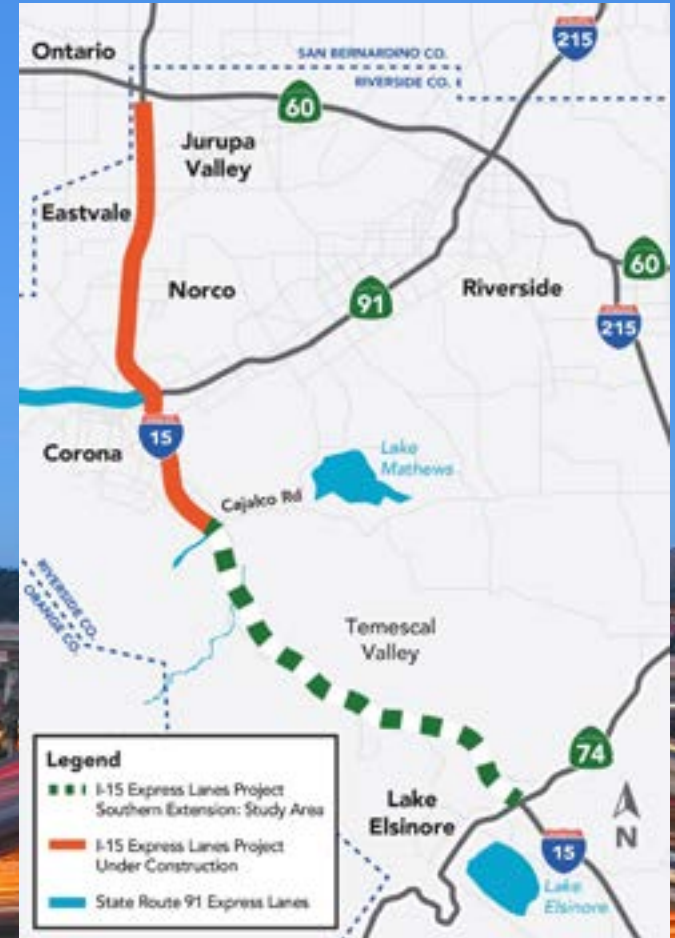 Ontario
SAN BERNARDINO CO.
RIVERSIDE CO.
215
60
Jurupa
Valley
Eastvale
Norco
91
Riverside
60
215
15
Corona
Lake
Mathews
Cajalco Rd
RIVERSIDE CO.
ORANGE CO.
Temescal
Valley
74
Legend
I-15 Express Lanes Project
Southern Extension: Study Area
I-15 Express Lanes Project
Under Construction
State Route 91 Express Lanes
Lake
Elsinore
N
15
Lake
Elsinore